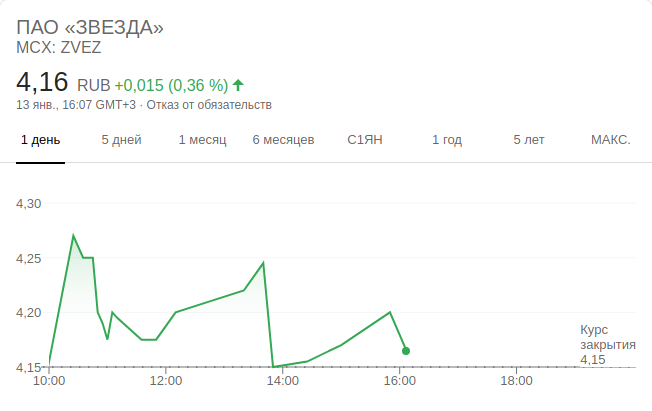 ПАО «ЗВЕЗДА»
MCX: ZVEZ
4,16 RUB +0,015 (0,36 %)
13 янв., 16:07 GMT+3 · Отказ от обязательств
1 день 5 дней 1 месяц 6 месяцев С1ЯН 1 год 5 лет МАКС.
4,30
4,25
4,20
Курс
закрытия
4,15
4,15
10:00 12:00 14:00 16:00 18:00